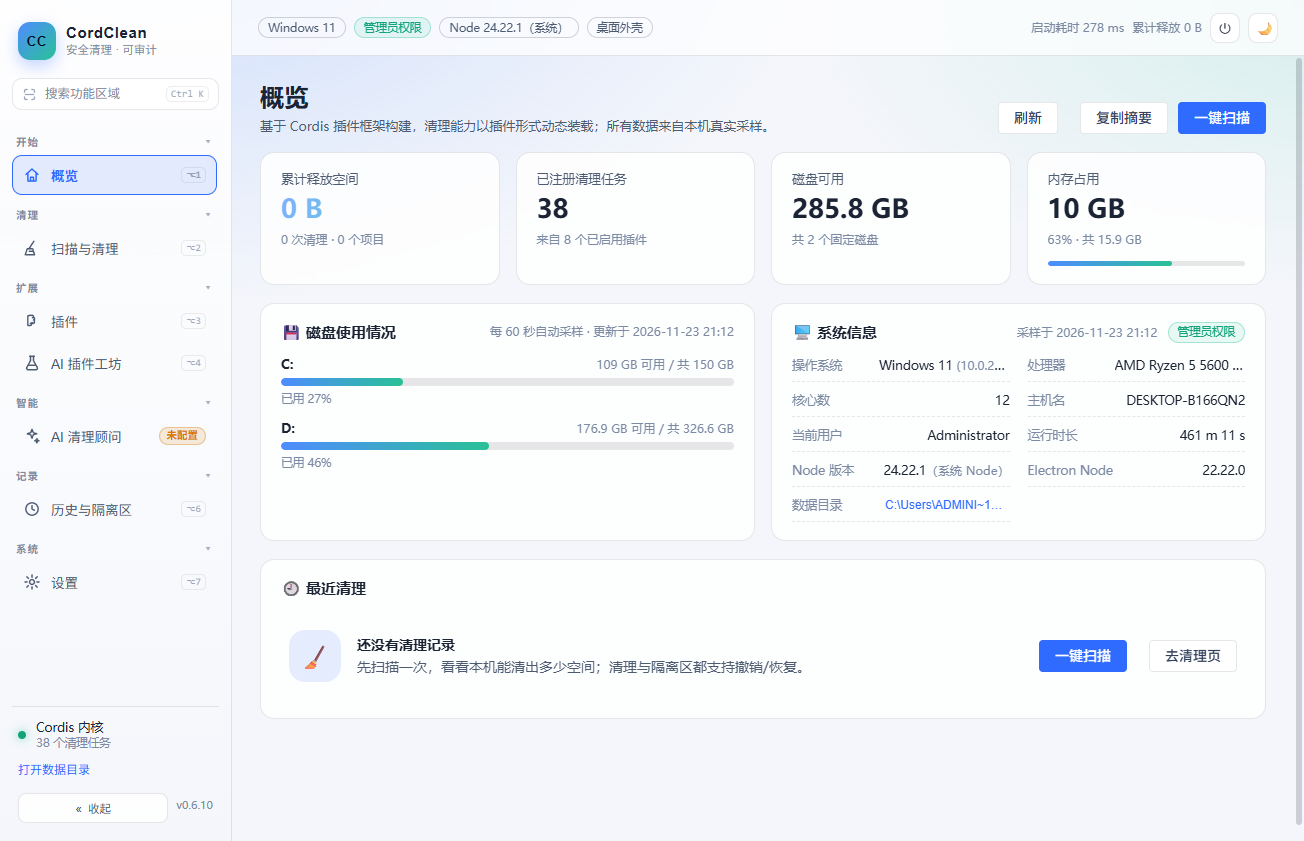 CC
CordClean
安全清理 · 可审计
搜索功能区域 Ctrl K
开始
概览 ⌥1
清理
扫描与清理 ⌥2
扩展
插件 ⌥3
AI 插件工坊 ⌥4
智能
AI 清理顾问 未配置
记录
历史与隔离区 ⌥6
系统
设置 ⌥7
Cordis 内核
38 个清理任务
打开数据目录
« 收起 v0.6.10
Windows 11 管理员权限 Node 24.22.1（系统） 桌面外壳 启动耗时 278 ms 累计释放 0 B
概览
基于 Cordis 插件框架构建，清理能力以插件形式动态装载；所有数据来自本机真实采样。
刷新 复制摘要 一键扫描
累计释放空间
0 B
0 次清理 · 0 个项目
已注册清理任务
38
来自 8 个已启用插件
磁盘可用
285.8 GB
共 2 个固定磁盘
内存占用
10 GB
63% · 共 15.9 GB
磁盘使用情况 每 60 秒自动采样 · 更新于 2026-11-23 21:12
C: 109 GB 可用 / 共 150 GB
已用 27%
D: 176.9 GB 可用 / 共 326.6 GB
已用 46%
系统信息 采样于 2026-11-23 21:12 管理员权限
操作系统 Windows 11 (10.0.2... 处理器 AMD Ryzen 5 5600 ...
核心数 12 主机名 DESKTOP-B166QN2
当前用户 Administrator 运行时长 461 m 11 s
Node 版本 24.22.1（系统 Node） Electron Node 22.22.0
数据目录 C:\Users\ADMINI~1...
最近清理
还没有清理记录
先扫描一次，看看本机能清出多少空间；清理与隔离区都支持撤销/恢复。
一键扫描 去清理页